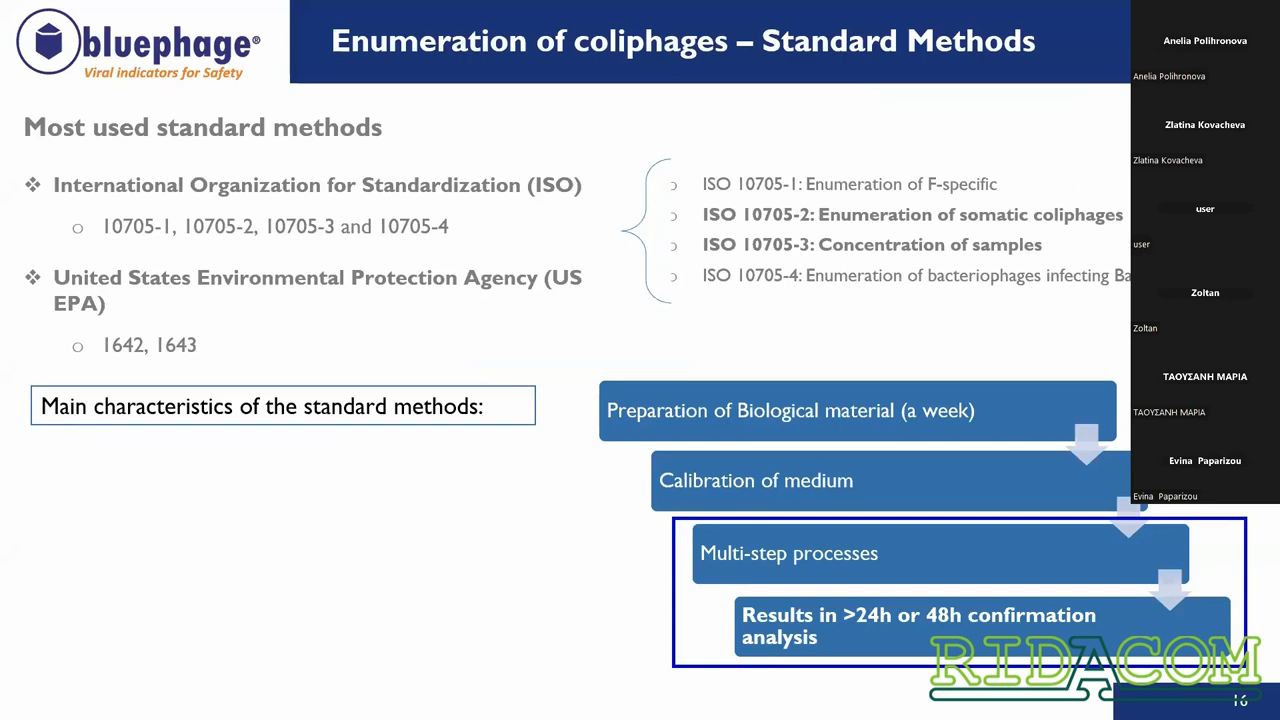 bluephage®
Viral indicators for Safety
Enumeration of coliphages – Standard Methods
Most used standard methods
❖ International Organization for Standardization (ISO)
o 10705-1, 10705-2, 10705-3 and 10705-4
❖ United States Environmental Protection Agency (US
EPA)
o 1642, 1643
ISO 10705-1: Enumeration of F-specific
ISO 10705-2: Enumeration of somatic coliphages
ISO 10705-3: Concentration of samples
ISO 10705-4: Enumeration of bacteriophages infecting Ba
Main characteristics of the standard methods:
Preparation of Biological material (a week)
Calibration of medium
Multi-step processes
Results in >24h or 48h confirmation
analysis
Anelia Polihronova
Anelia Polihronova
Zlatina Kovacheva
Zlatina Kovacheva
user
user
Zoltan
Zoltan
ΤΑΟΥΣΑΝΗ ΜΑΡΙΑ
ΤΑΟΥΣΑΝΗ ΜΑΡΙΑ
Evina Paparizou
Evina Paparizou
RIDACOM
16